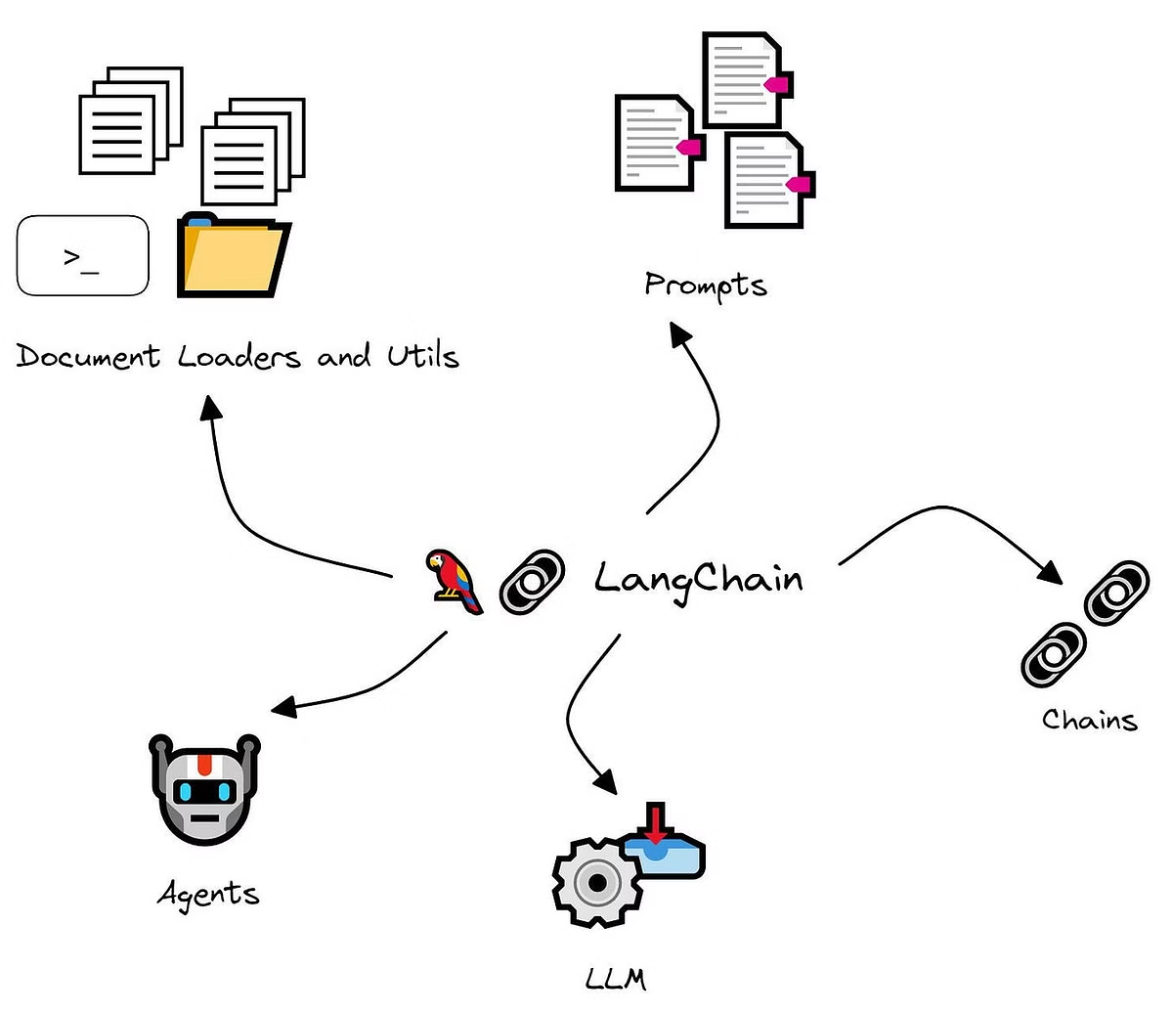 Prompts
>_
Document Loaders and Utils
LangChain
Chains
Agents
LLM